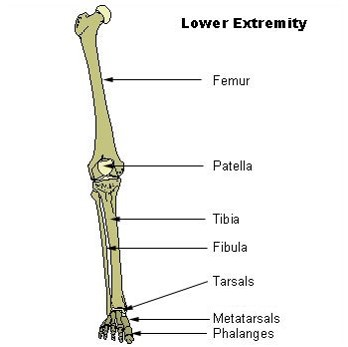 Lower Extremity
Femur
Patella
Tibia
Fibula
Tarsals
Metatarsals
Phalanges